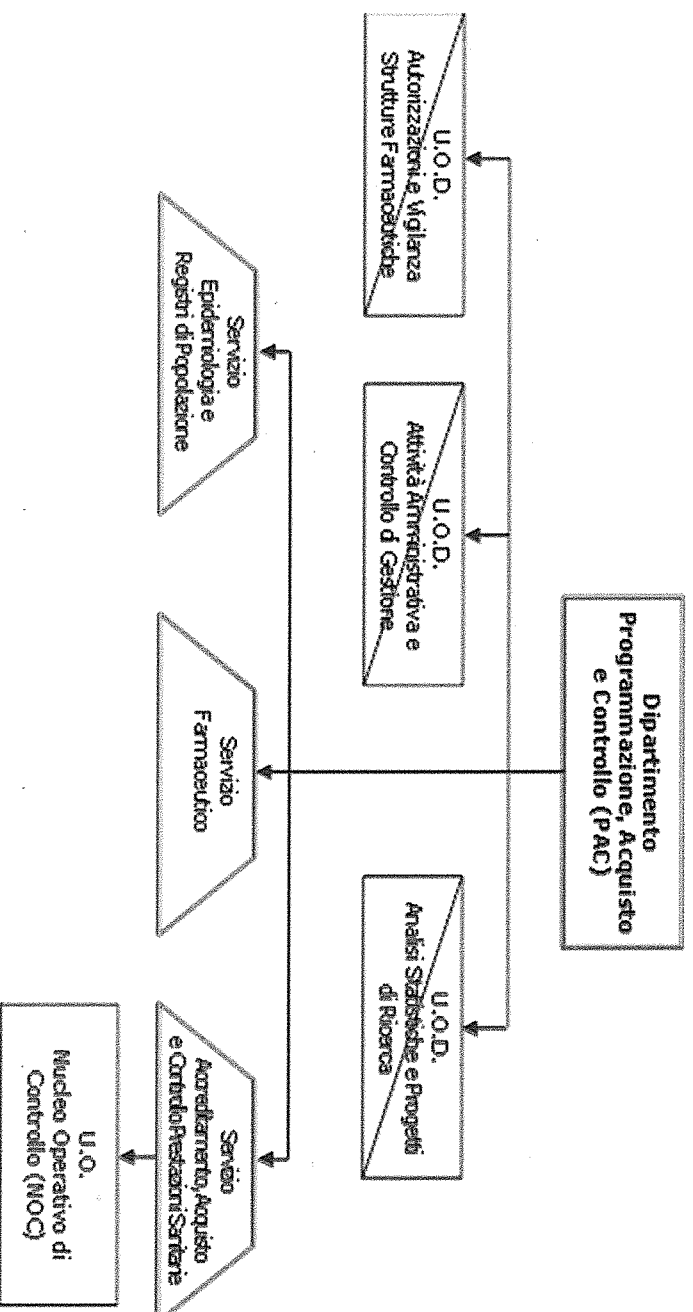 Dipartimento
Programmazione, Acquisto
e Controllo (PAC)
U.O.D.
Autorizzazioni e Vigilanza
Strutture Farmaceutiche
U.O.D.
Attività Amministrativa e
Controllo di Gestione
U.O.D.
Analisi Statistiche e Progetti
di Ricerca
Servizio
Epidemiologia e
Registri di Popolazione
Servizio
Farmaceutico
Servizio
Accreditamento, Acquisto
e Controllo Prestazioni Sanitarie
U.O.
Nucleo Operativo di
Controllo (NOC)